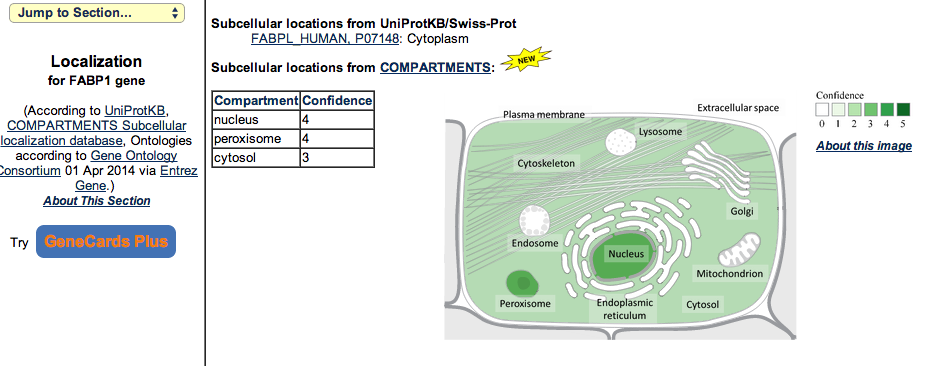 Jump to Section...
Localization
for FABP1 gene
(According to UniProtKB,
COMPARTMENTS Subcellular
localization database, Ontologies
according to Gene Ontology
Consortium 01 Apr 2014 via Entrez
Gene.)
About This Section
Try GeneCards Plus
Subcellular locations from UniProtKB/Swiss-Prot
FABPL_HUMAN, P07148: Cytoplasm
Subcellular locations from COMPARTMENTS: NEW
Compartment Confidence
nucleus 4
peroxisome 4
cytosol 3
Plasma membrane
Extracellular space
Lysosome
Cytoskeleton
Golgi
Endosome
Nucleus
Mitochondrion
Peroxisome
Endoplasmic
reticulum
Cytosol
Confidence
0 1 2 3 4 5
About this image